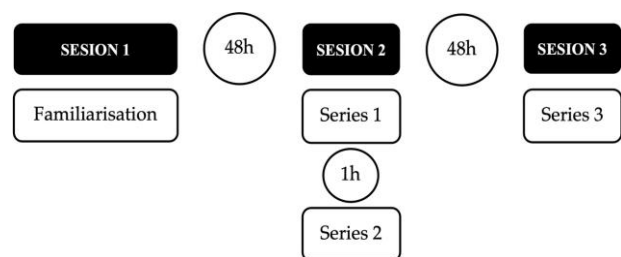 SESION 1
48h
SESION 2
48h
SESION 3
Familiarisation
Series 1
Series 3
1h
Series 2